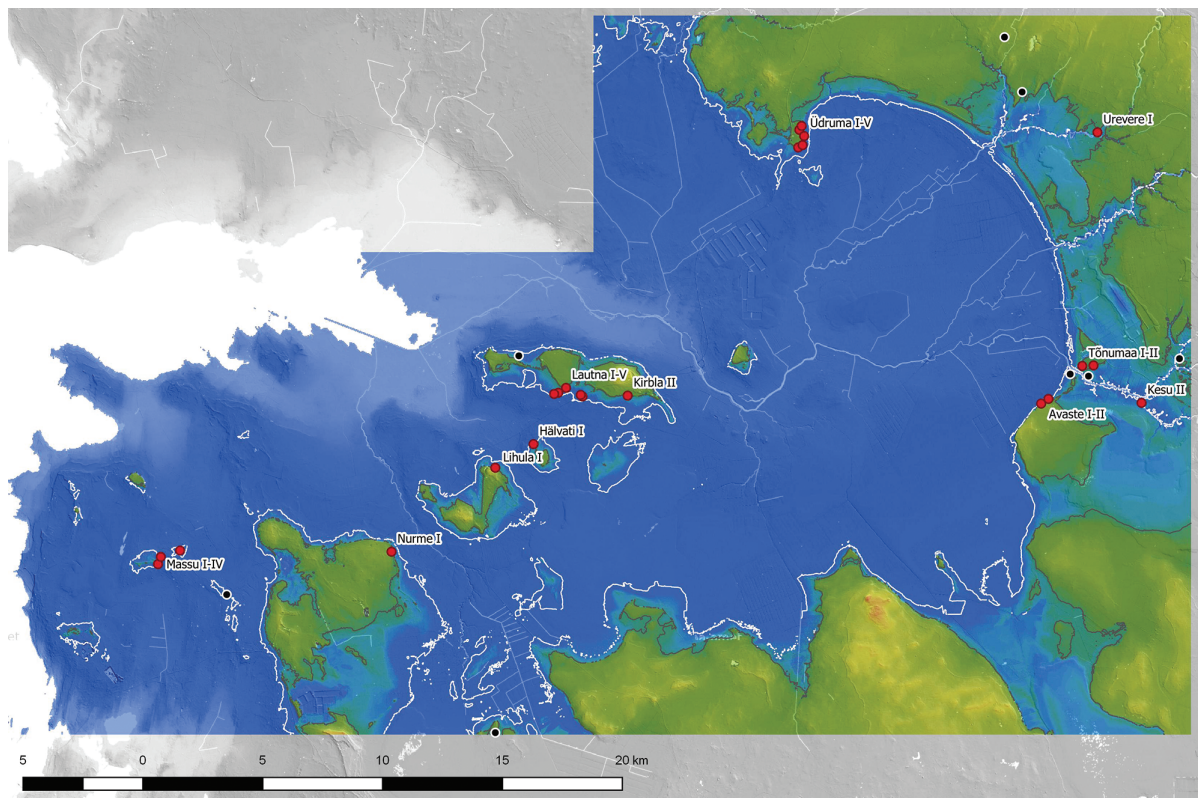 Üdruma I-V
Urevere I
Tõnumaa I-II
Kesu II
Avaste I-II
Lautna I-V
Kirbla II
Hälvati I
Lihula I
Nurme I
Massu I-IV
5 0 5 10 15 20 km